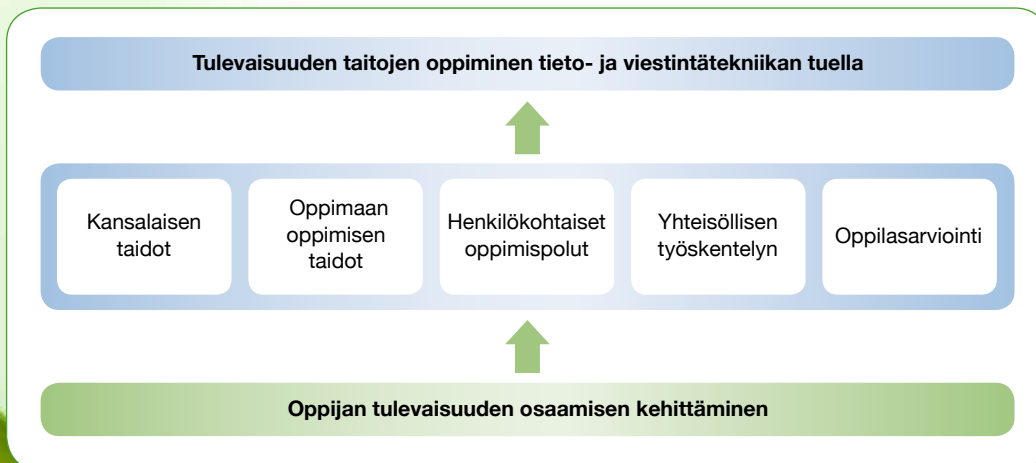 Tulevaisuuden taitojen oppiminen tieto- ja viestintätekniikan tuella
Kansalaisen
taidot
Oppimaan
oppimisen
taidot
Henkilökohtaiset
oppimispolut
Yhteisöllisen
työskentelyn
Oppilasarviointi
Oppijan tulevaisuuden osaamisen kehittäminen